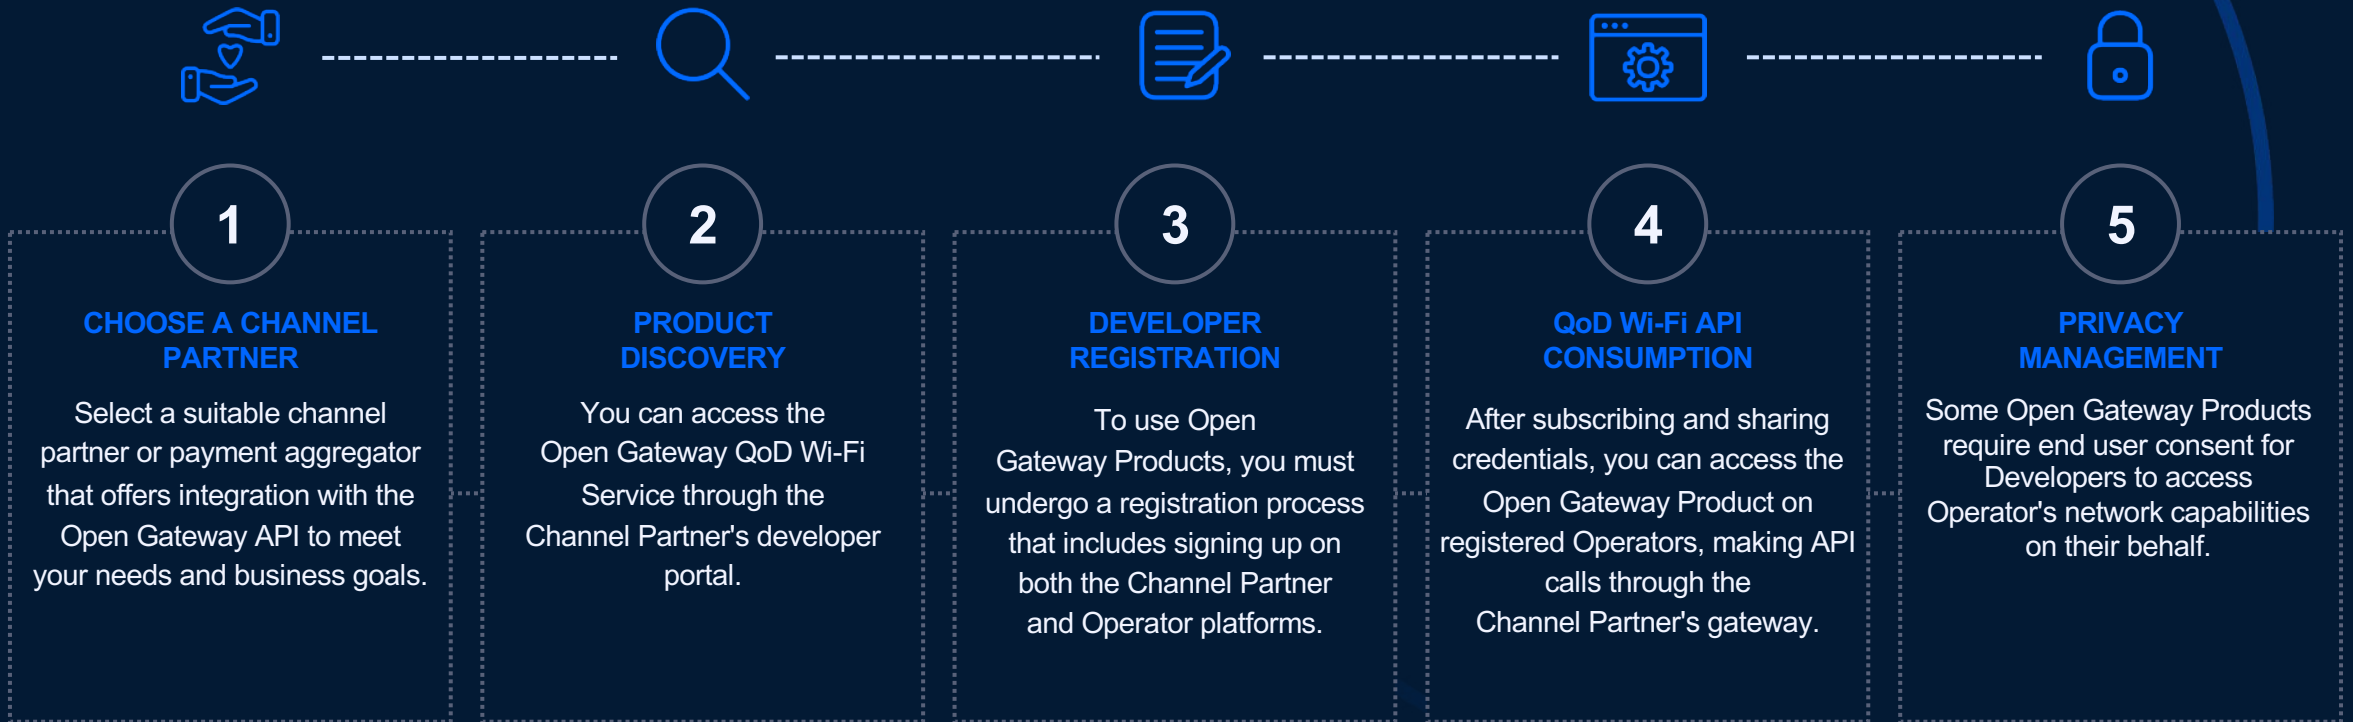 1
CHOOSE A CHANNEL
PARTNER
Select a suitable channel
partner or payment aggregator
that offers integration with the
Open Gateway API to meet
your needs and business goals.
2
PRODUCT
DISCOVERY
You can access the
Open Gateway QoD Wi-Fi
Service through the
Channel Partner's developer
portal.
3
DEVELOPER
REGISTRATION
To use Open
Gateway Products, you must
undergo a registration process
that includes signing up on
both the Channel Partner
and Operator platforms.
4
QoD Wi-Fi API
CONSUMPTION
After subscribing and sharing
credentials, you can access the
Open Gateway Product on
registered Operators, making API
calls through the
Channel Partner's gateway.
5
PRIVACY
MANAGEMENT
Some Open Gateway Products
require end user consent for
Developers to access
Operator's network capabilities
on their behalf.